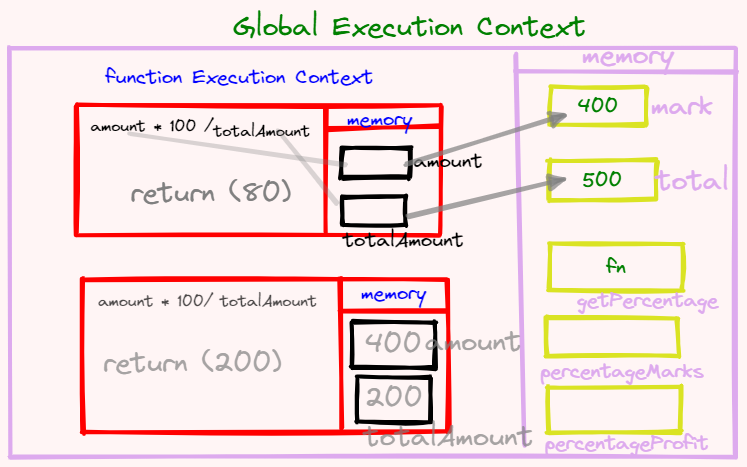 Global Execution Context
function Execution Context
amount * 100 /totalAmount
return (80)
memory
amount
totalAmount
amount * 100/ totalAmount
return (200)
memory
400 amount
200
totalAmount
memory
400 mark
500 total
fn
getPercentage
percentageMarks
percentageProfit